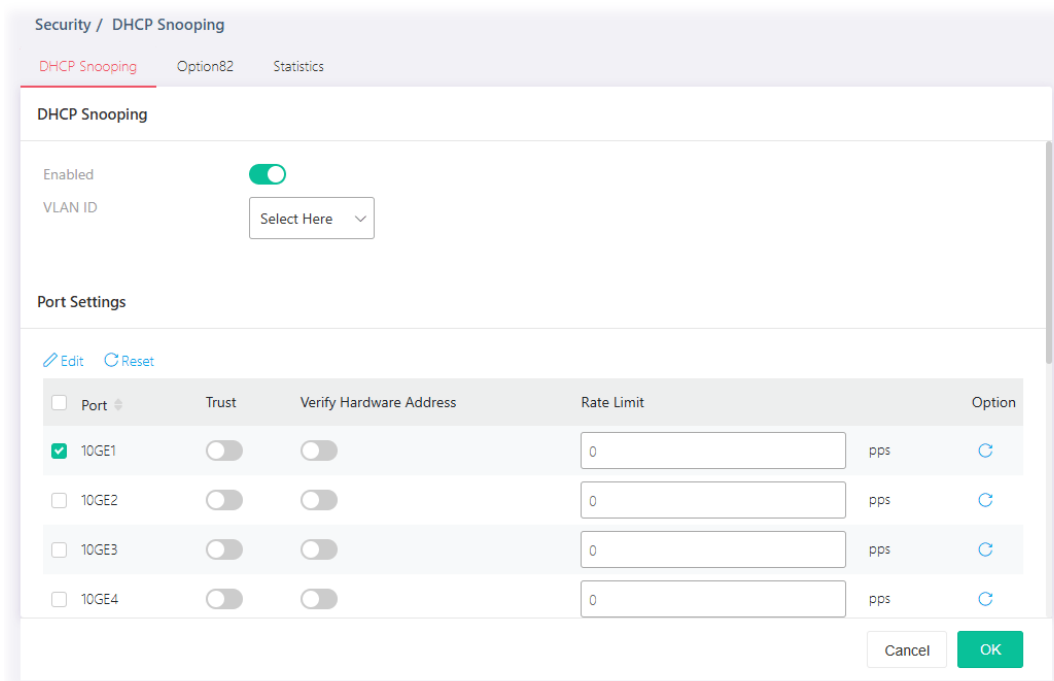 Security / DHCP Snooping
DHCP Snooping Option82 Statistics
DHCP Snooping
Enabled
VLAN ID
Select Here
Port Settings
Edit Reset
Port Trust Verify Hardware Address Rate Limit Option
10GE1 0 pps
10GE2 0 pps
10GE3 0 pps
10GE4 0 pps
Cancel OK